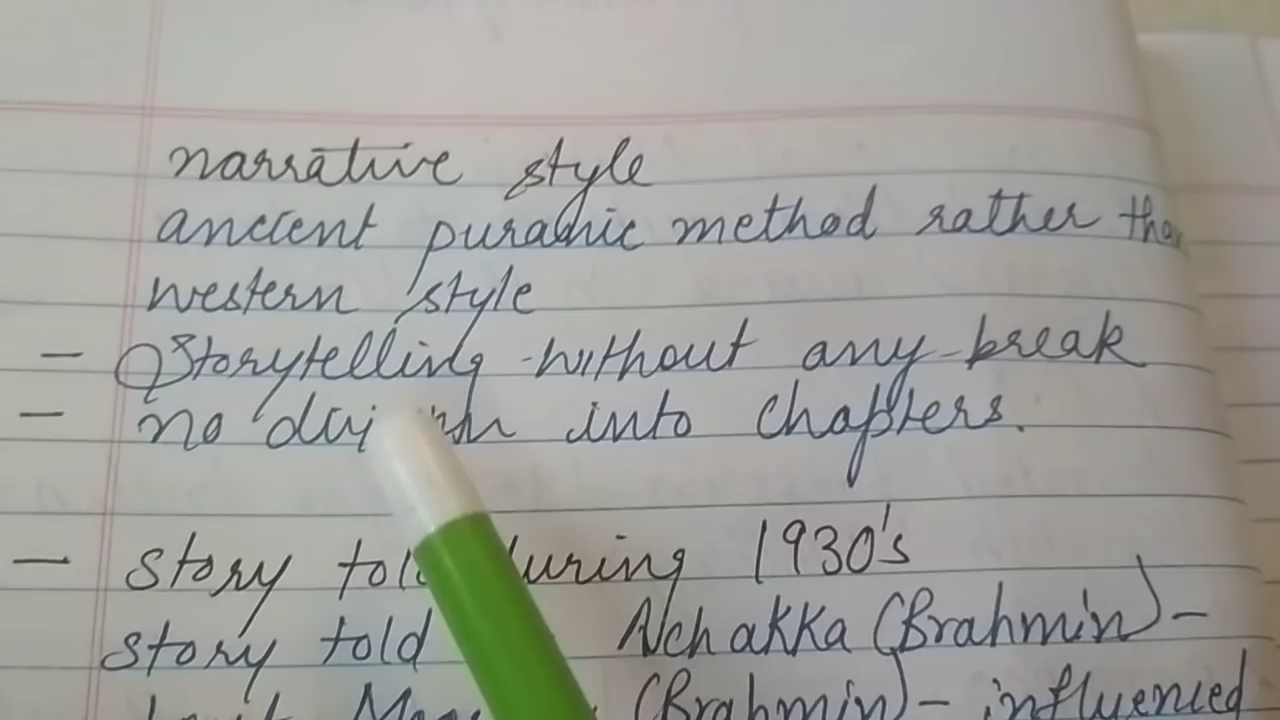 narrative style
ancient puranic method rather than
western style
- Storytelling without any break
- no into chapters.
- story told during 1930's
story told Achakka (Brahmin) -
(Brahmin) - influenced